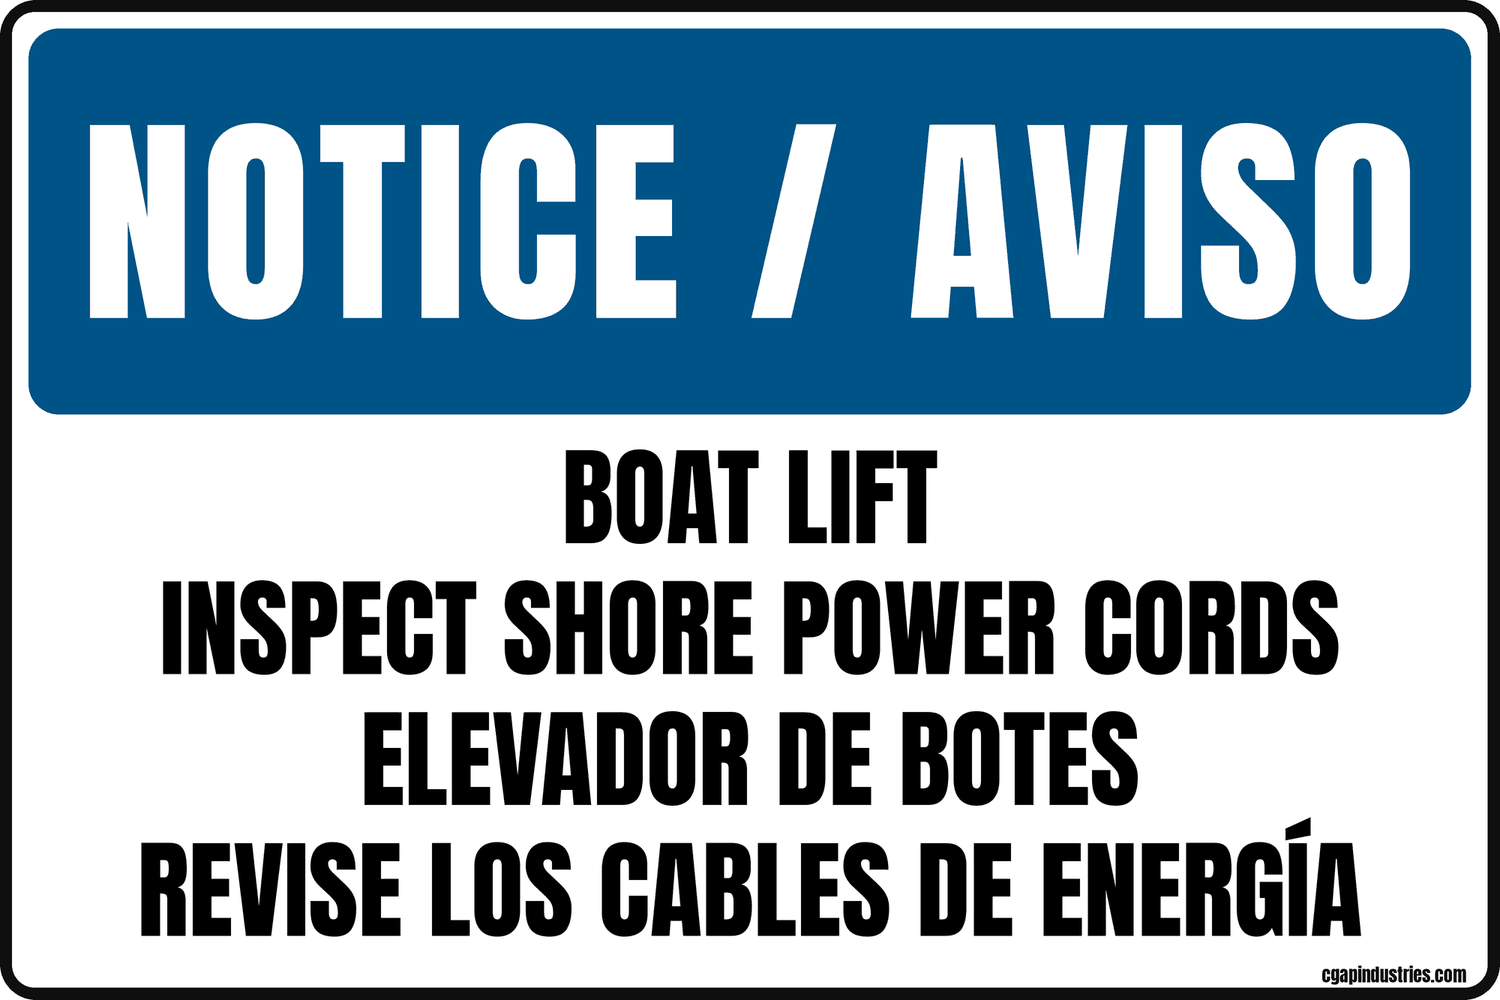 NOTICE / AVISO
BOAT LIFT
INSPECT SHORE POWER CORDS
ELEVADOR DE BOTES
REVISE LOS CABLES DE ENERGÍA
cgapindustries.com